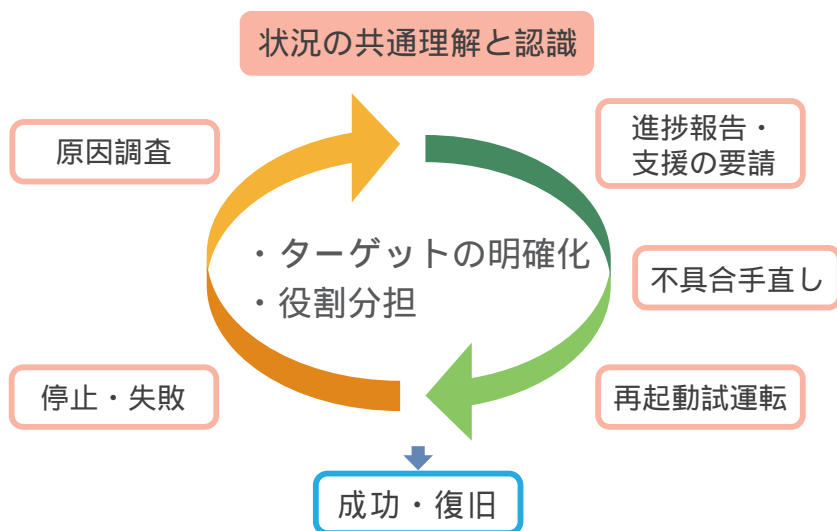 状況の共通理解と認識
原因調査
進捗報告・
支援の要請
・ターゲットの明確化
・役割分担
不具合手直し
停止・失敗
再起動試運転
成功・復旧